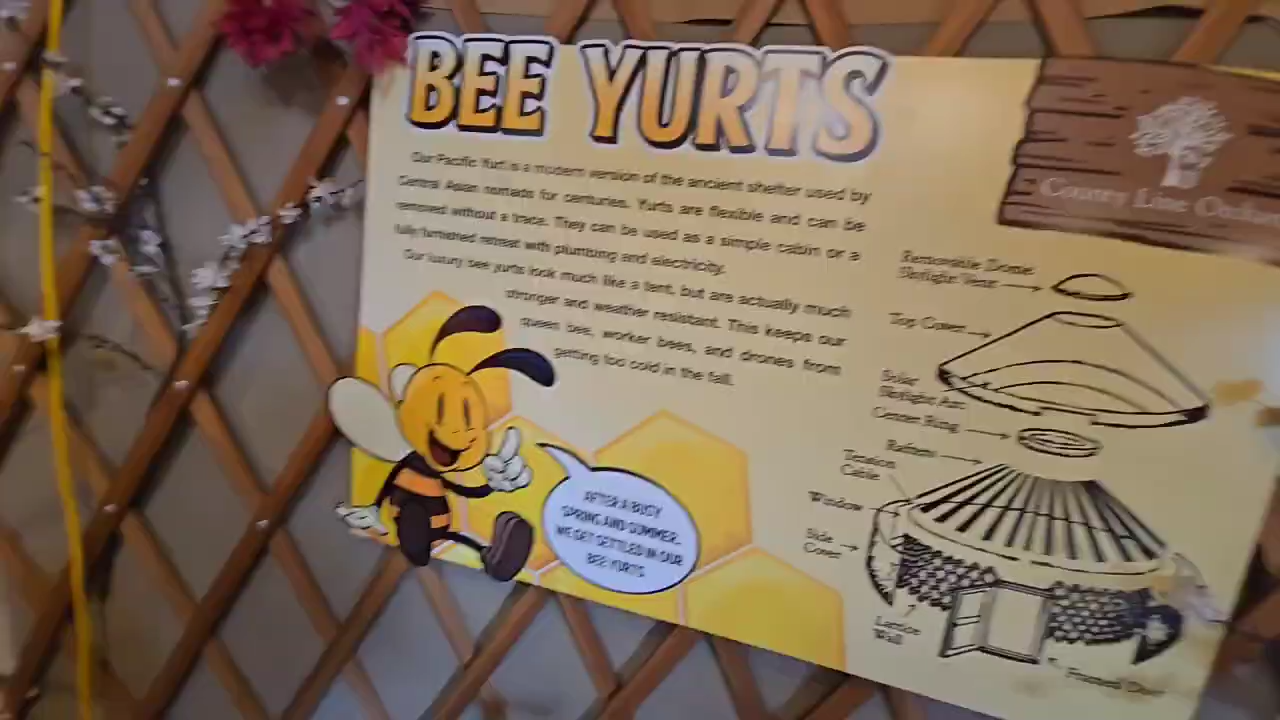 BEE YURTS
Our Pacific Yurt is a modern version of the ancient shelter used by
Central Asian nomads for centuries. Yurts are flexible and can be
removed without a trace. They can be used as a simple cabin or a
fully furnished retreat with plumbing and electricity.
Our luxury bee yurts look much like a tent, but are actually much
stronger and weather resistant. This keeps our
queen bee, worker bees, and drones from
getting too cold in the fall.
AFTER A BUSY
SPRING AND SUMMER,
WE GET SETTLED IN OUR
BEE YURTS
Country Line Orchard
Removable Dome
Skylight Vent
Top Cover
Solar
Skylight Arc
Center Ring
Rafters
Tension
Cable
Window
Side
Cover
Lattice
Wall
Framed Door